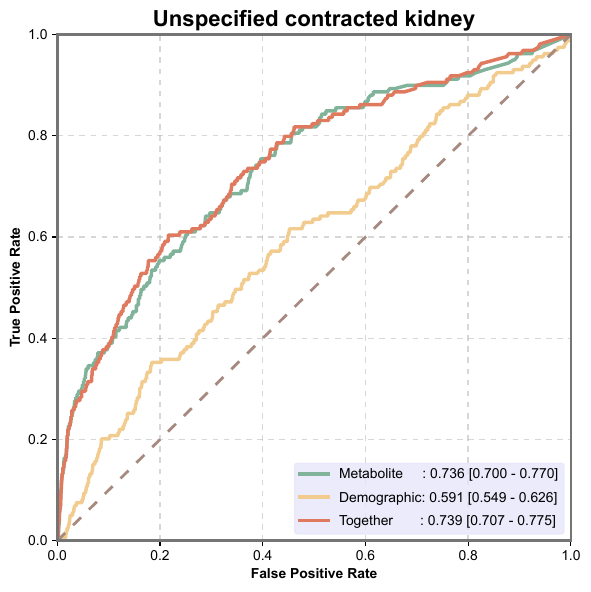 Unspecified contracted kidney
True Positive Rate
1.0
0.8
0.6
0.4
0.2
0.0
Metabolite : 0.736 [0.700 - 0.770]
Demographic: 0.591 [0.549 - 0.626]
Together : 0.739 [0.707 - 0.775]
0.0 0.2 0.4 0.6 0.8 1.0
False Positive Rate